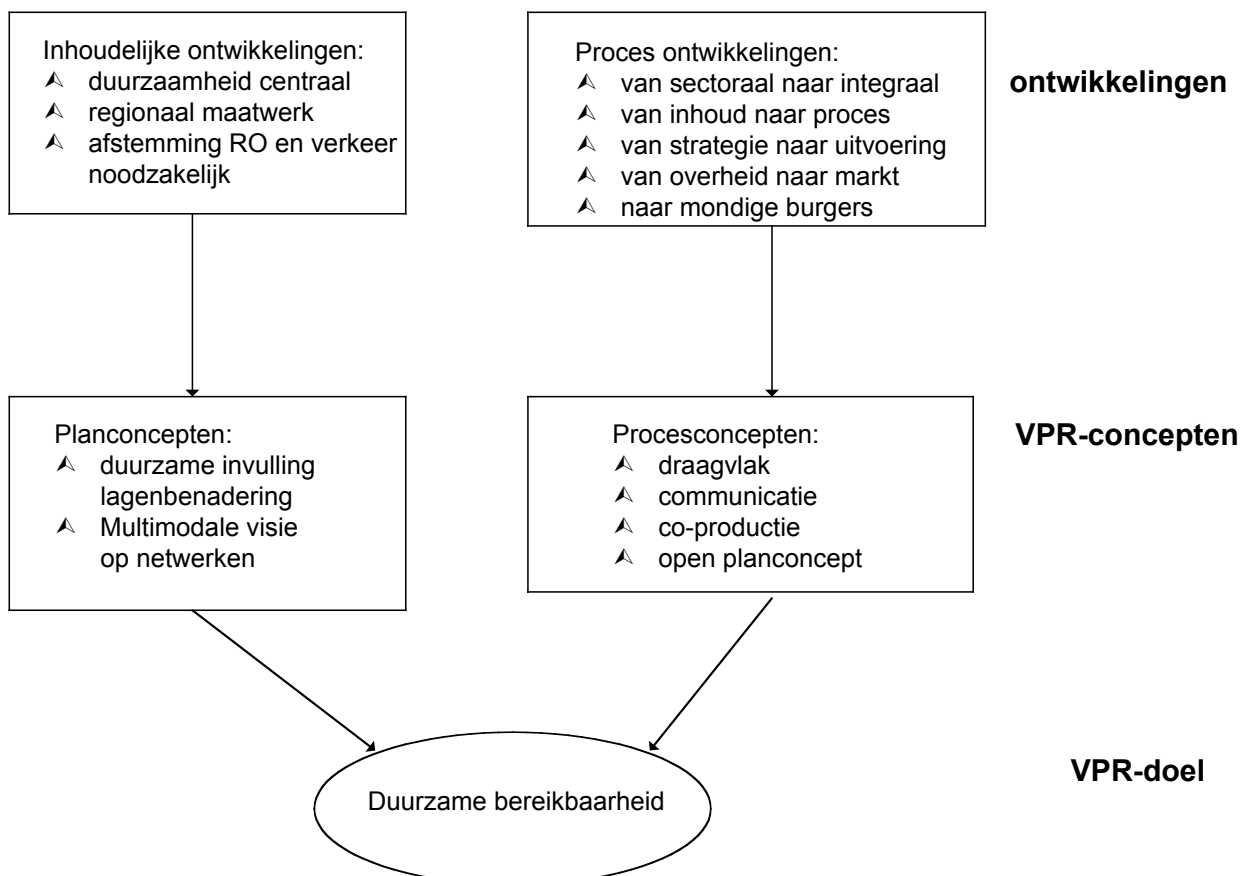 Inhoudelijke ontwikkelingen:
duurzaamheid centraal
regionaal maatwerk
afstemming RO en verkeer
noodzakelijk
Proces ontwikkelingen:
van sectoraal naar integraal
van inhoud naar proces
van strategie naar uitvoering
van overheid naar markt
naar mondige burgers
ontwikkelingen
Planconcepten:
duurzame invulling
lagenbenadering
Multimodale visie
op netwerken
Procesconcepten:
draagvlak
communicatie
co-productie
open planconcept
VPR-concepten
Duurzame bereikbaarheid
VPR-doel